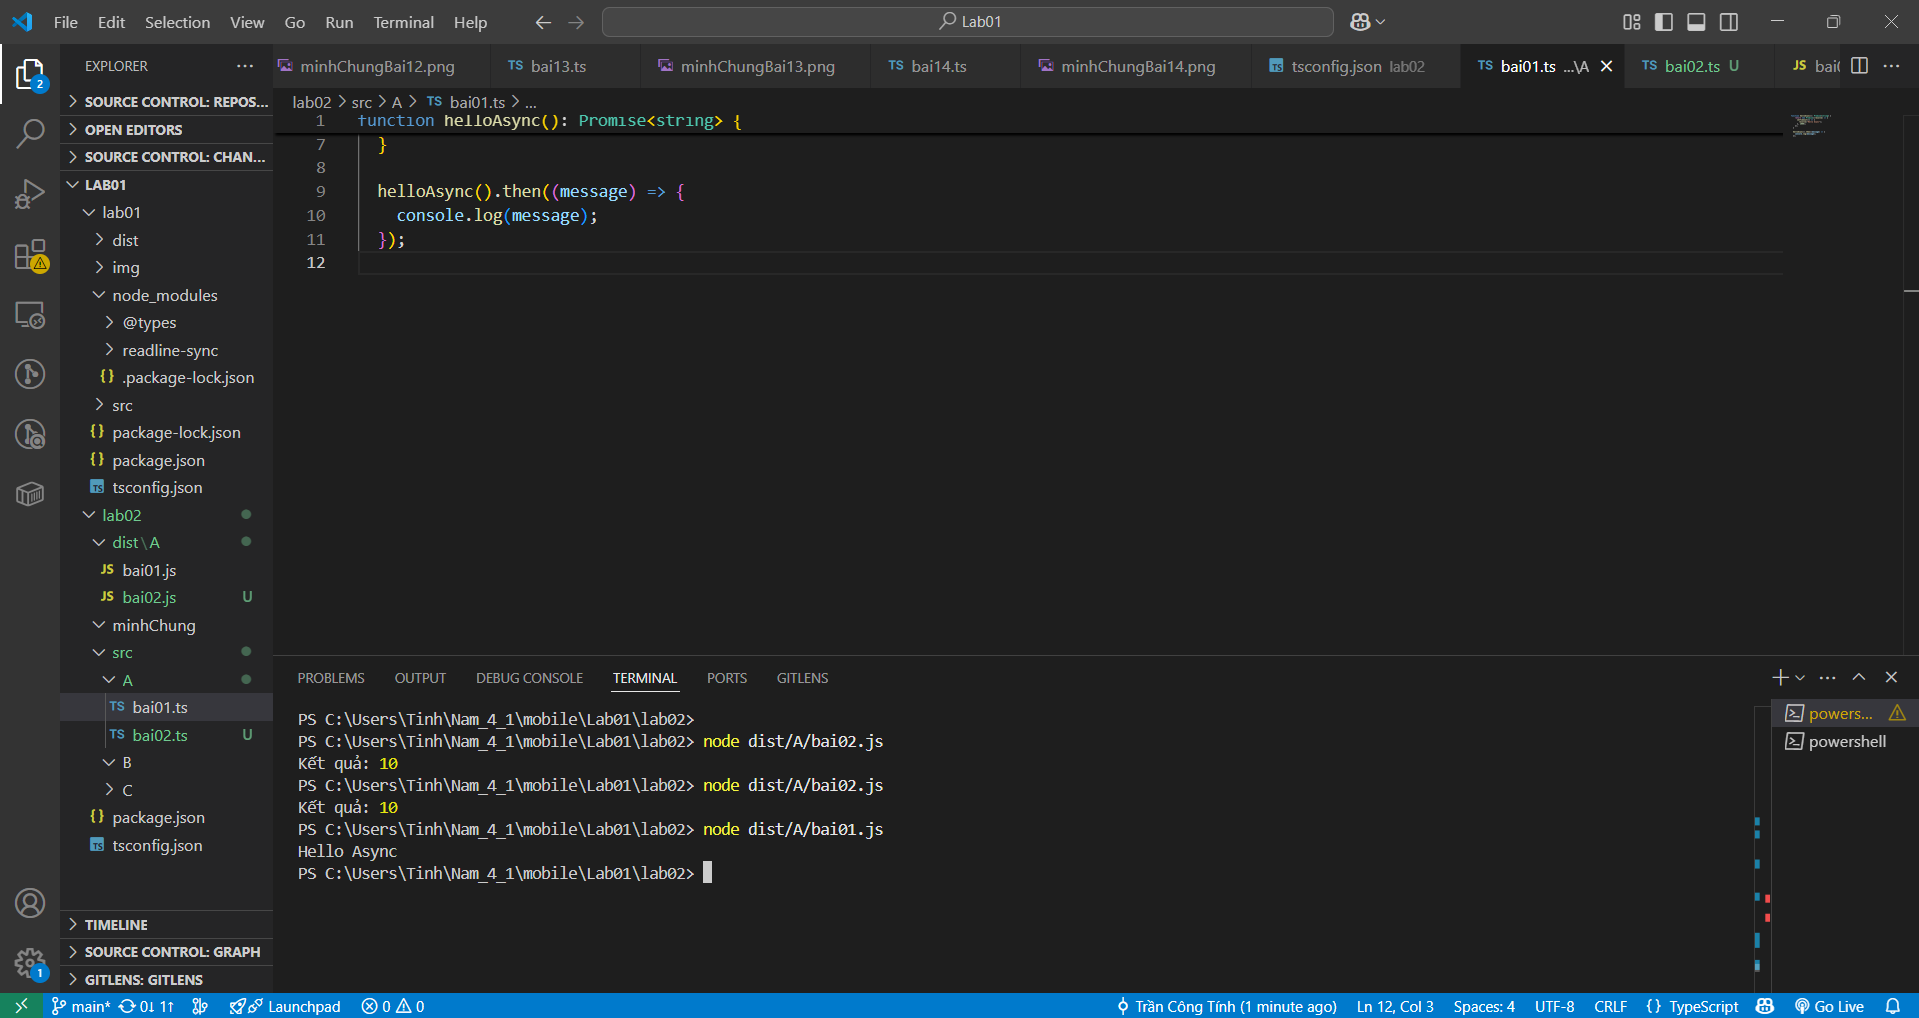 File Edit Selection View Go Run Terminal Help
Lab01
EXPLORER
SOURCE CONTROL: REPOS...
OPEN EDITORS
SOURCE CONTROL: CHAN...
LAB01
lab01
dist
img
node_modules
@types
readline-sync
{} .package-lock.json
src
{} package-lock.json
{} package.json
TS tsconfig.json
lab02
dist\A
JS bai01.js
JS bai02.js U
minhChung
src
A
TS bai01.ts
TS bai02.ts U
B
C
{} package.json
TS tsconfig.json
TIMELINE
SOURCE CONTROL: GRAPH
GITLENS: GITLENS
2
1
minhChungBai12.png TS bai13.ts minhChungBai13.png TS bai14.ts minhChungBai14.png TS tsconfig.json lab02 TS bai01.ts ...\A TS bai02.ts U JS
lab02 > src > A > TS bai01.ts > ...
1 function helloAsync(): Promise<string> {
7 }
8
9 helloAsync().then((message) => {
10 console.log(message);
11 });
12
PROBLEMS OUTPUT DEBUG CONSOLE TERMINAL PORTS GITLENS
PS C:\Users\Tinh\Nam_4_1\mobile\Lab01\lab02>
PS C:\Users\Tinh\Nam_4_1\mobile\Lab01\lab02> node dist/A/bai02.js
Kết quả: 10
PS C:\Users\Tinh\Nam_4_1\mobile\Lab01\lab02> node dist/A/bai02.js
Kết quả: 10
PS C:\Users\Tinh\Nam_4_1\mobile\Lab01\lab02> node dist/A/bai01.js
Hello Async
PS C:\Users\Tinh\Nam_4_1\mobile\Lab01\lab02>
powers...
powershell
main* 0↓ 1↑ Launchpad 0 0 Trần Công Tính (1 minute ago) Ln 12, Col 3 Spaces: 4 UTF-8 CRLF {} TypeScript Go Live